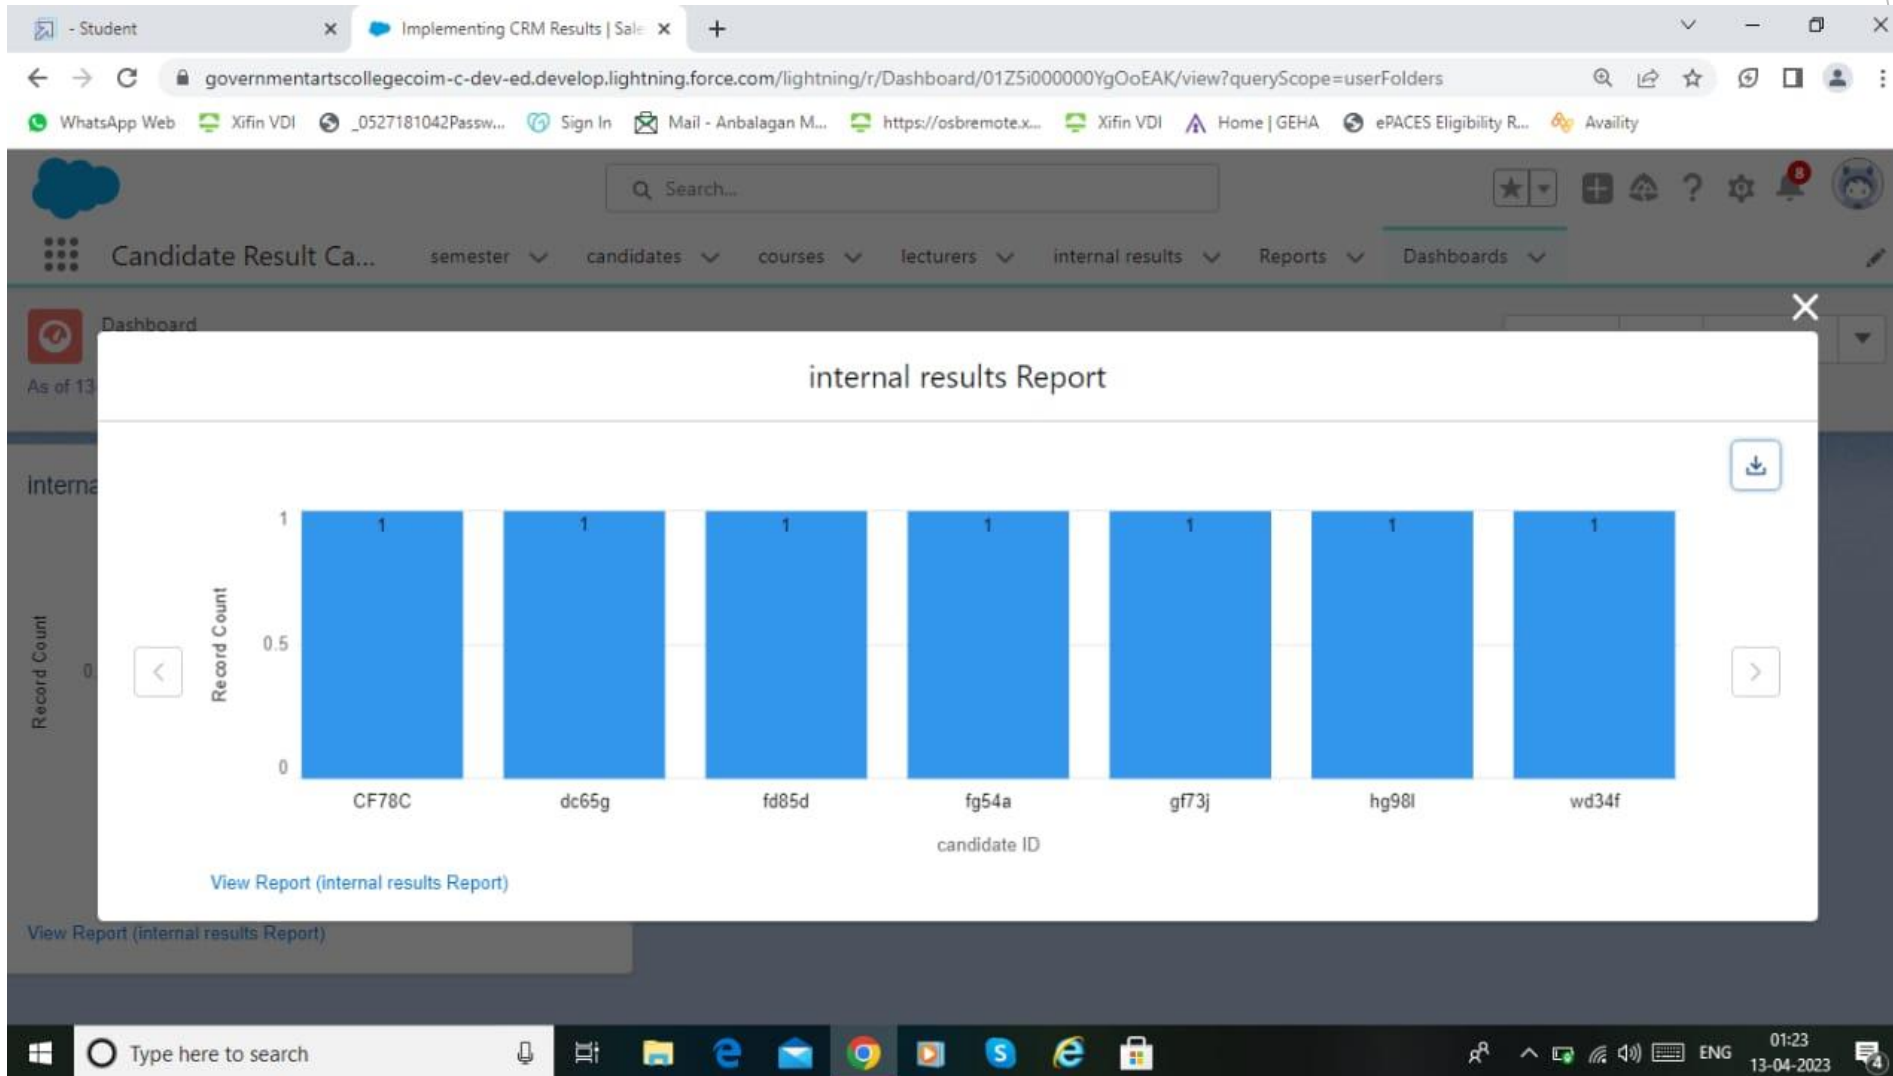 - Student
Implementing CRM Results | Sale
governmentartscollegecoim-c-dev-ed.develop.lightning.force.com/lightning/r/Dashboard/01Z5i000000YgOoEAK/view?queryScope=userFolders
WhatsApp Web Xifin VDI _0527181042Passw... Sign In Mail - Anbalagan M... https://osbremote.x... Xifin VDI Home | GEHA ePACES Eligibility R... Availity
Search...
8
Candidate Result Ca... semester candidates courses lecturers internal results Reports Dashboards
Dashboard
As of 13
internal results Report
interna
1 1 1 1 1 1 1 1
Record Count
0.5
0
Record Count
0.
CF78C dc65g fd85d fg54a gf73j hg98l wd34f
candidate ID
View Report (internal results Report)
View Report (internal results Report)
Type here to search
ENG
01:23
13-04-2023
4